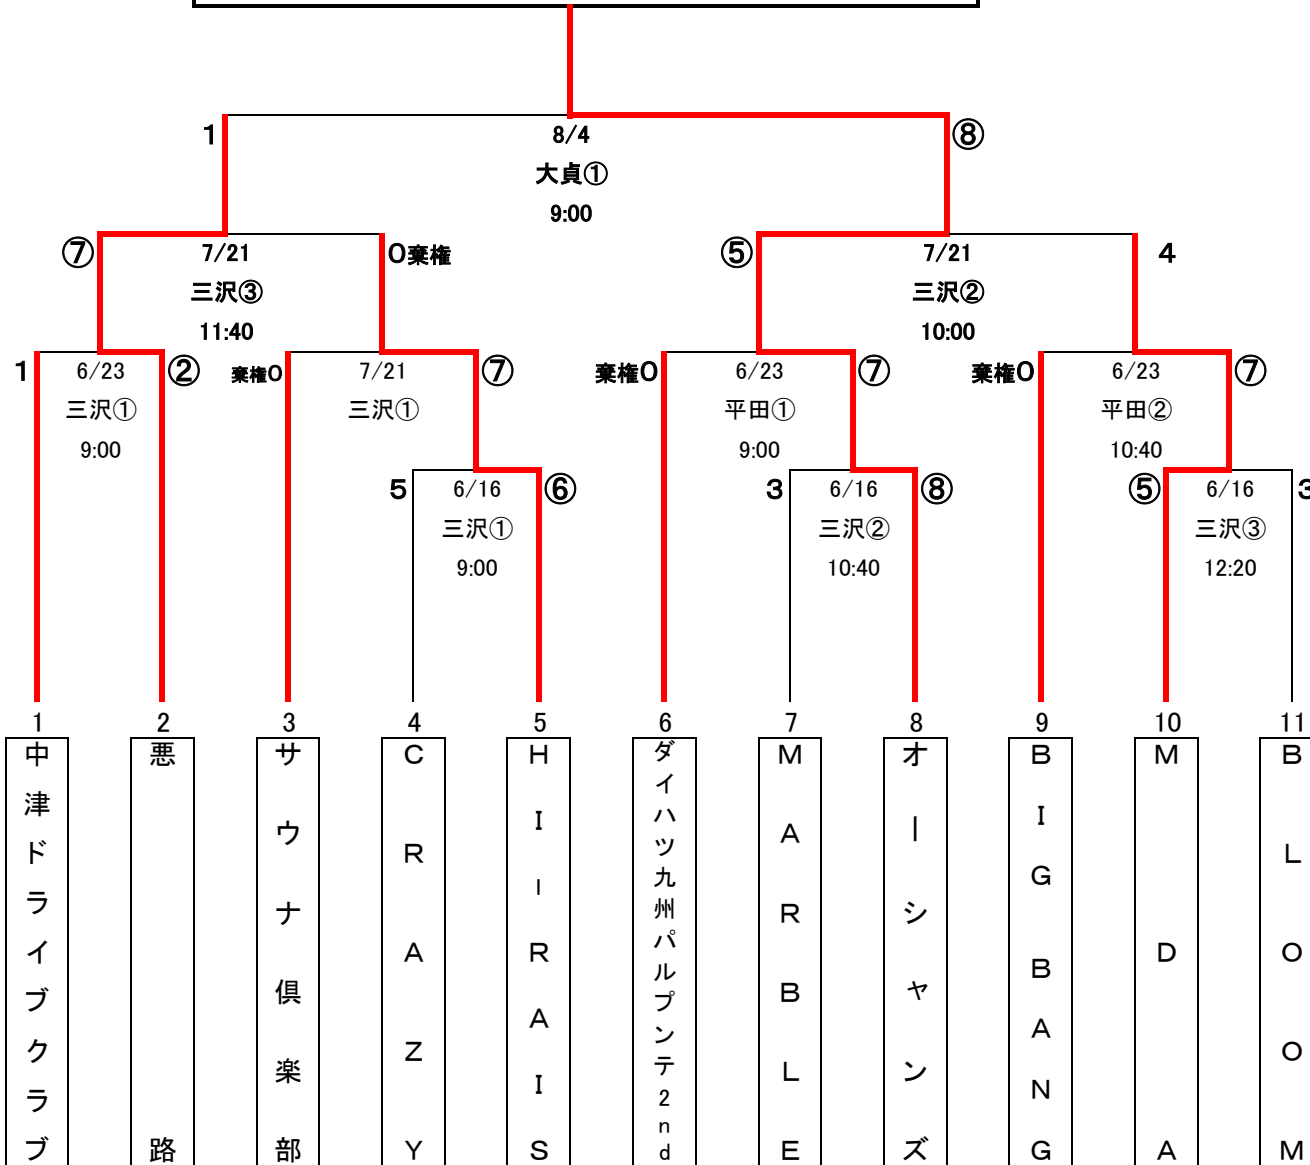 1 8/4 ⑧
大貞①
9:00
⑦ 7/21 0棄権 ⑤ 7/21 4
三沢③ 三沢②
11:40 10:00
1 6/23 ② 棄権0 7/21 ⑦ 棄権0 6/23 ⑦ 棄権0 6/23 ⑦
三沢① 三沢① 平田① 平田②
9:00 9:00 10:40
5 6/16 ⑥ 3 6/16 ⑧ ⑤ 6/16 3
三沢① 三沢② 三沢③
9:00 10:40 12:20
1 2 3 4 5 6 7 8 9 10 11
中津ドライブクラブ
悪路
サウナ倶楽部
CRAZY
HI-RAIS
ダイハツ九州パルプンテ2nd
MARBLE
オーシャンズ
BIG BANG
MDA
BLOOM